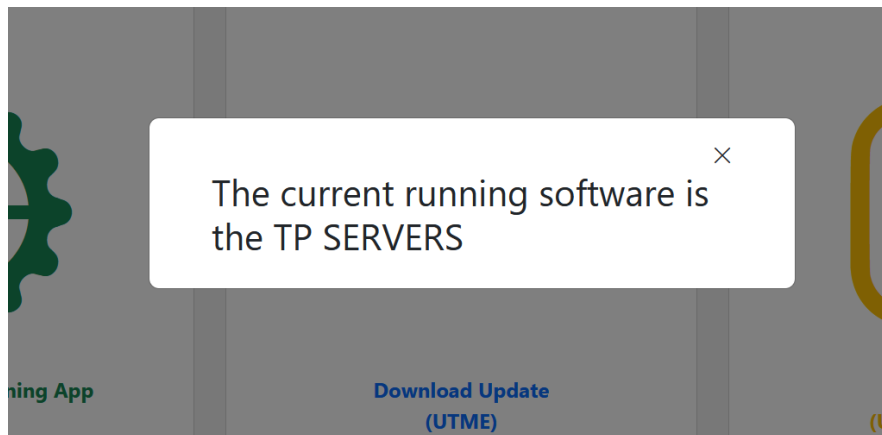 The current running software is
the TP SERVERS
ning App
Download Update
(UTME)